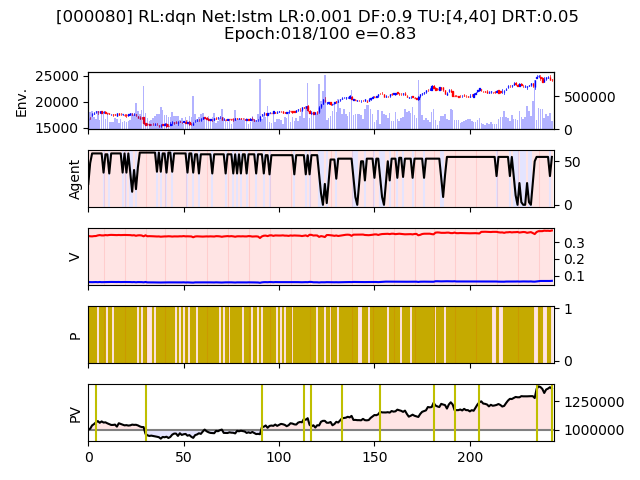 [000080] RL:dqn Net:lstm LR:0.001 DF:0.9 TU:[4,40] DRT:0.05
Epoch:018/100 e=0.83
25000
20000
15000
Env.
500000
0
Agent
50
0
V
0.3
0.2
0.1
P
1
0
PV
1250000
1000000
0 50 100 150 200